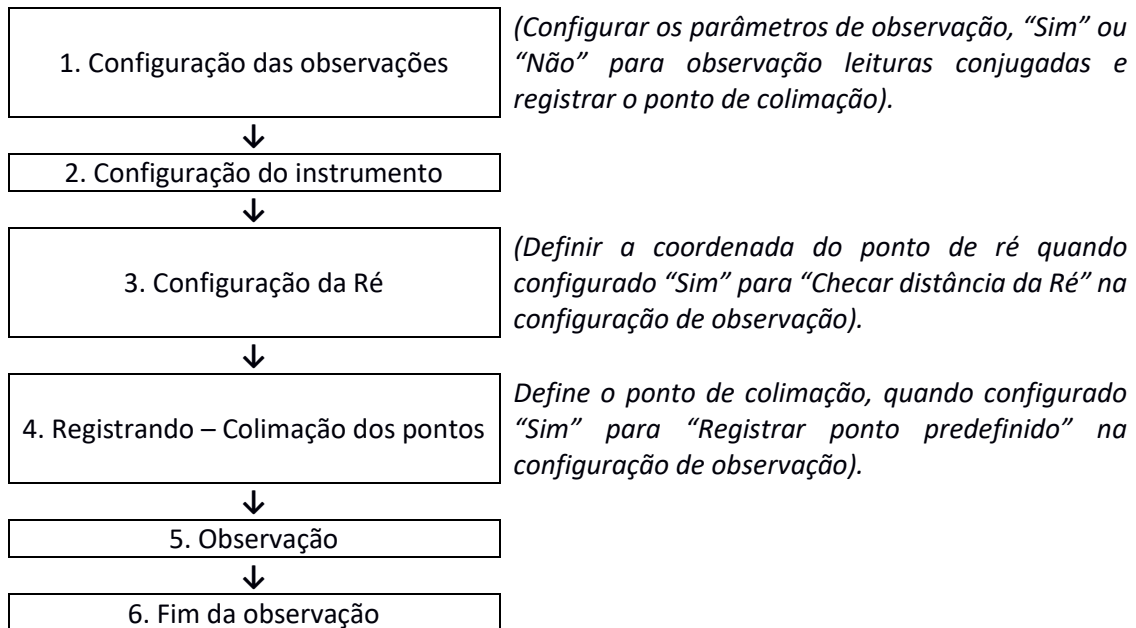 1. Configuração das observações
(Configurar os parâmetros de observação, “Sim” ou
“Não” para observação leituras conjugadas e
registrar o ponto de colimação).
↓
2. Configuração do instrumento
↓
3. Configuração da Ré
(Definir a coordenada do ponto de ré quando
configurado “Sim” para “Checar distância da Ré” na
configuração de observação).
↓
4. Registrando – Colimação dos pontos
Define o ponto de colimação, quando configurado
“Sim” para “Registrar ponto predefinido” na
configuração de observação).
↓
5. Observação
↓
6. Fim da observação